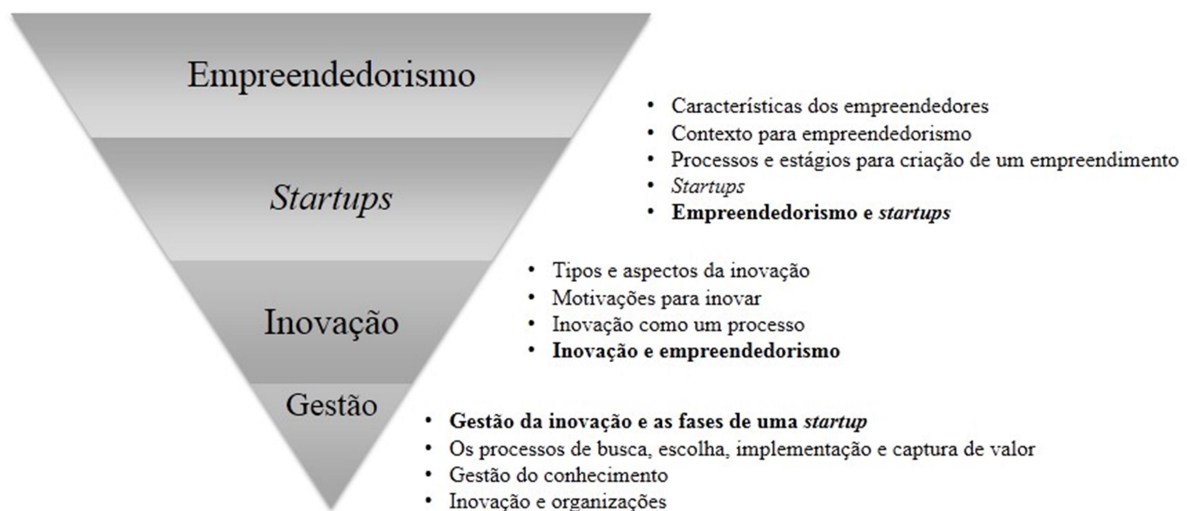 Empreendedorismo
• Características dos empreendedores
• Contexto para empreendedorismo
• Processos e estágios para criação de um empreendimento
• Startups
• Empreendedorismo e startups
Startups
• Tipos e aspectos da inovação
• Motivações para inovar
• Inovação como um processo
• Inovação e empreendedorismo
Inovação
Gestão
• Gestão da inovação e as fases de uma startup
• Os processos de busca, escolha, implementação e captura de valor
• Gestão do conhecimento
• Inovação e organizações